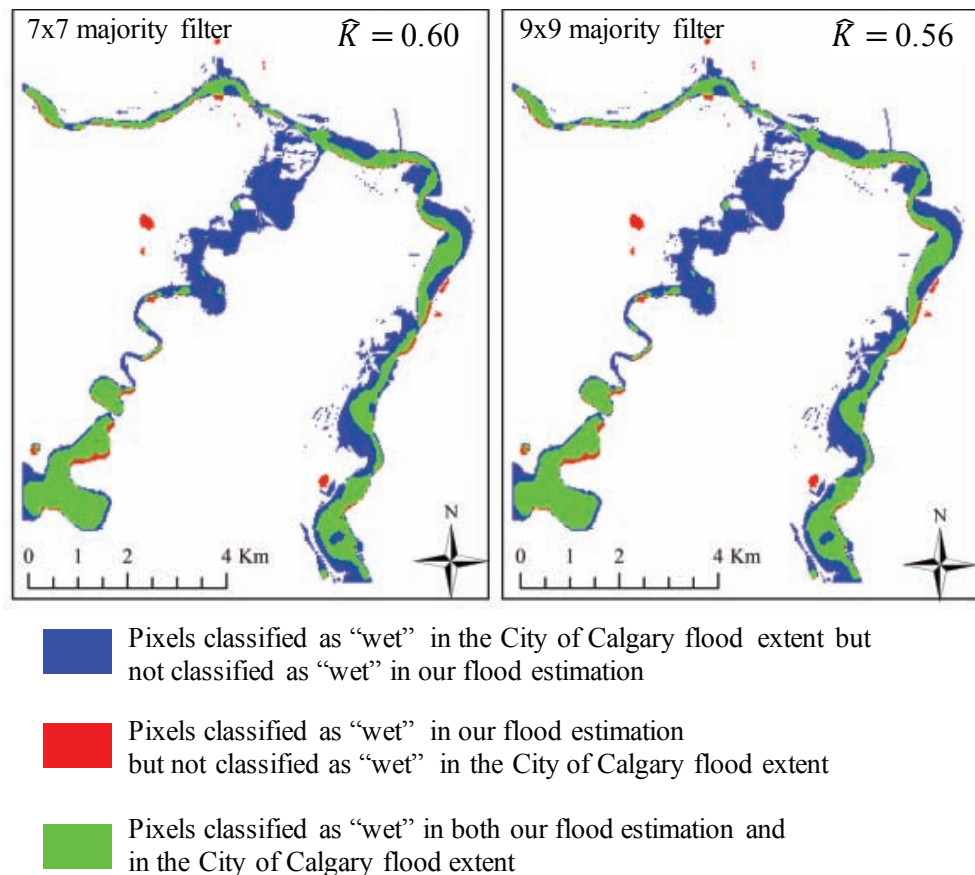 7x7 majority filter
K̂ = 0.60
9x9 majority filter
K̂ = 0.56
N
0 1 2 4 Km
N
0 1 2 4 Km
Pixels classified as “wet” in the City of Calgary flood extent but
not classified as “wet” in our flood estimation
Pixels classified as “wet” in our flood estimation
but not classified as “wet” in the City of Calgary flood extent
Pixels classified as “wet” in both our flood estimation and
in the City of Calgary flood extent